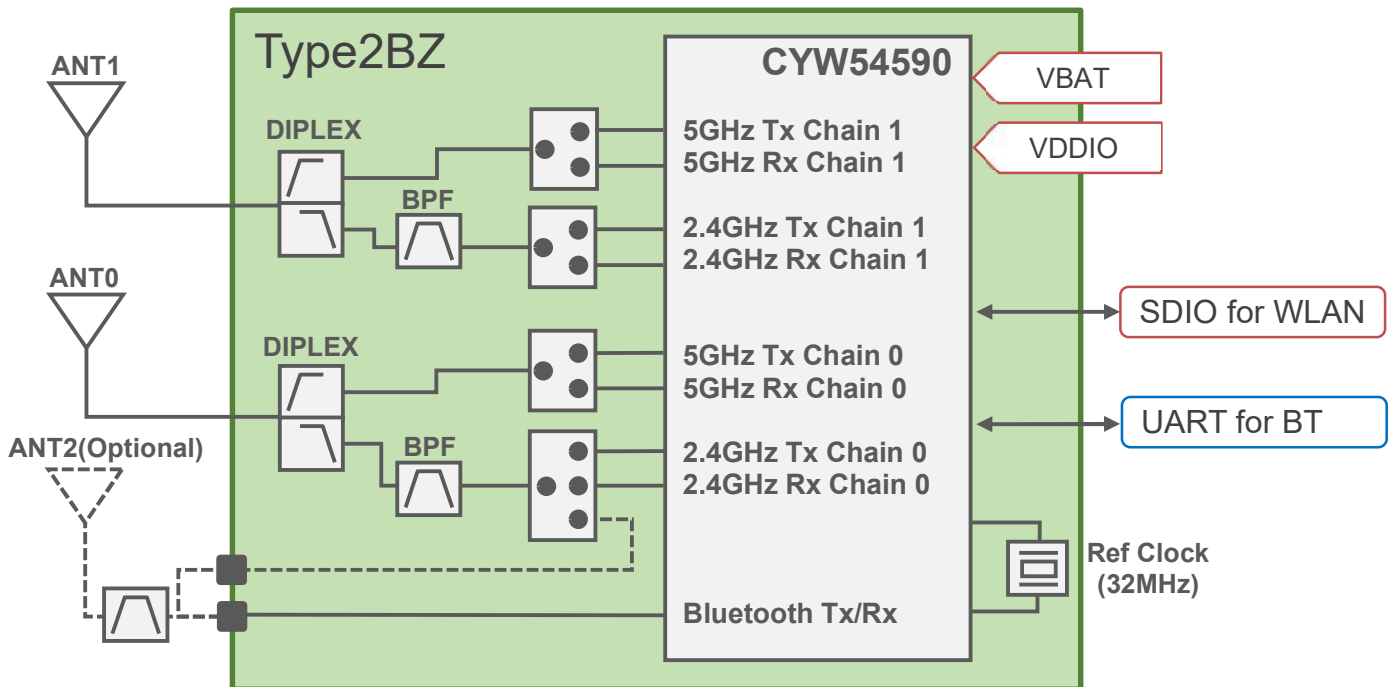 Type2BZ
CYW54590
ANT1
VBAT
DIPLEX
5GHz Tx Chain 1
5GHz Rx Chain 1
VDDIO
BPF
2.4GHz Tx Chain 1
2.4GHz Rx Chain 1
ANT0
SDIO for WLAN
DIPLEX
5GHz Tx Chain 0
5GHz Rx Chain 0
UART for BT
ANT2(Optional)
BPF
2.4GHz Tx Chain 0
2.4GHz Rx Chain 0
Ref Clock
(32MHz)
Bluetooth Tx/Rx